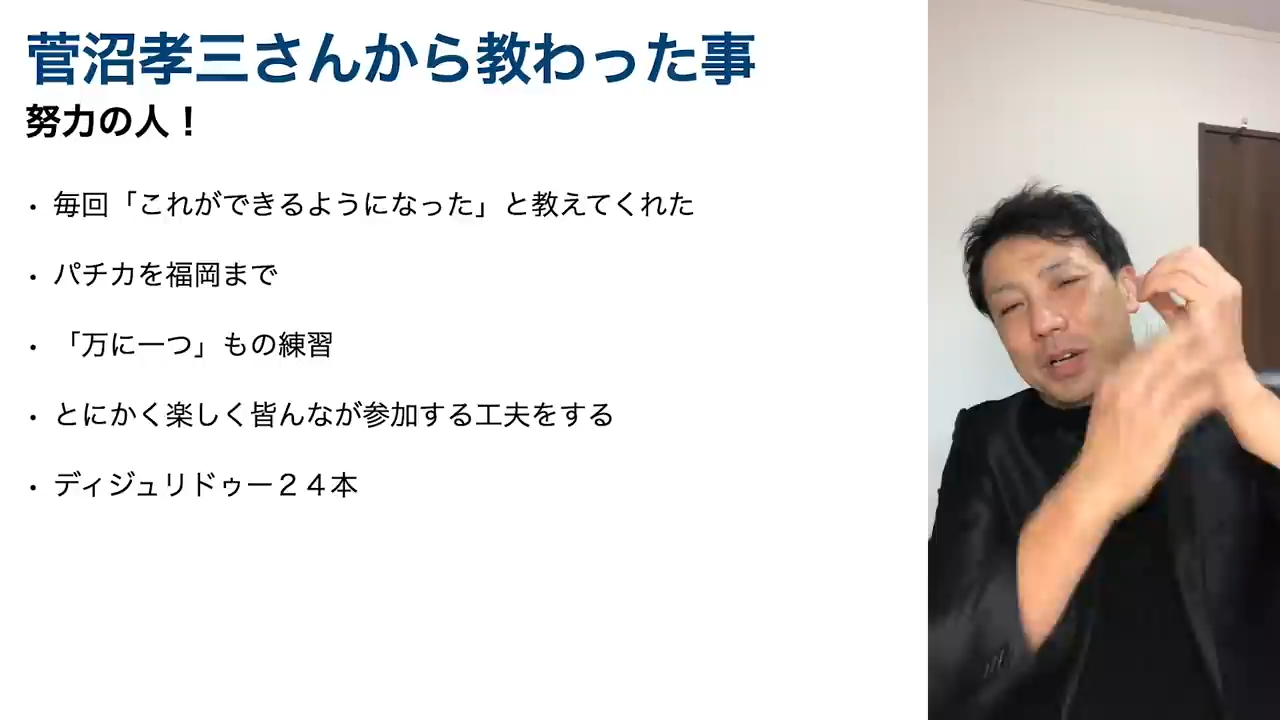 菅沼孝三さんから教わった事
努力の人！
・ 毎回「これができるようになった」と教えてくれた
・ パチカを福岡まで
・ 「万に一つ」もの練習
・ とにかく楽しく皆んなが参加する工夫をする
・ ディジュリドゥー２４本